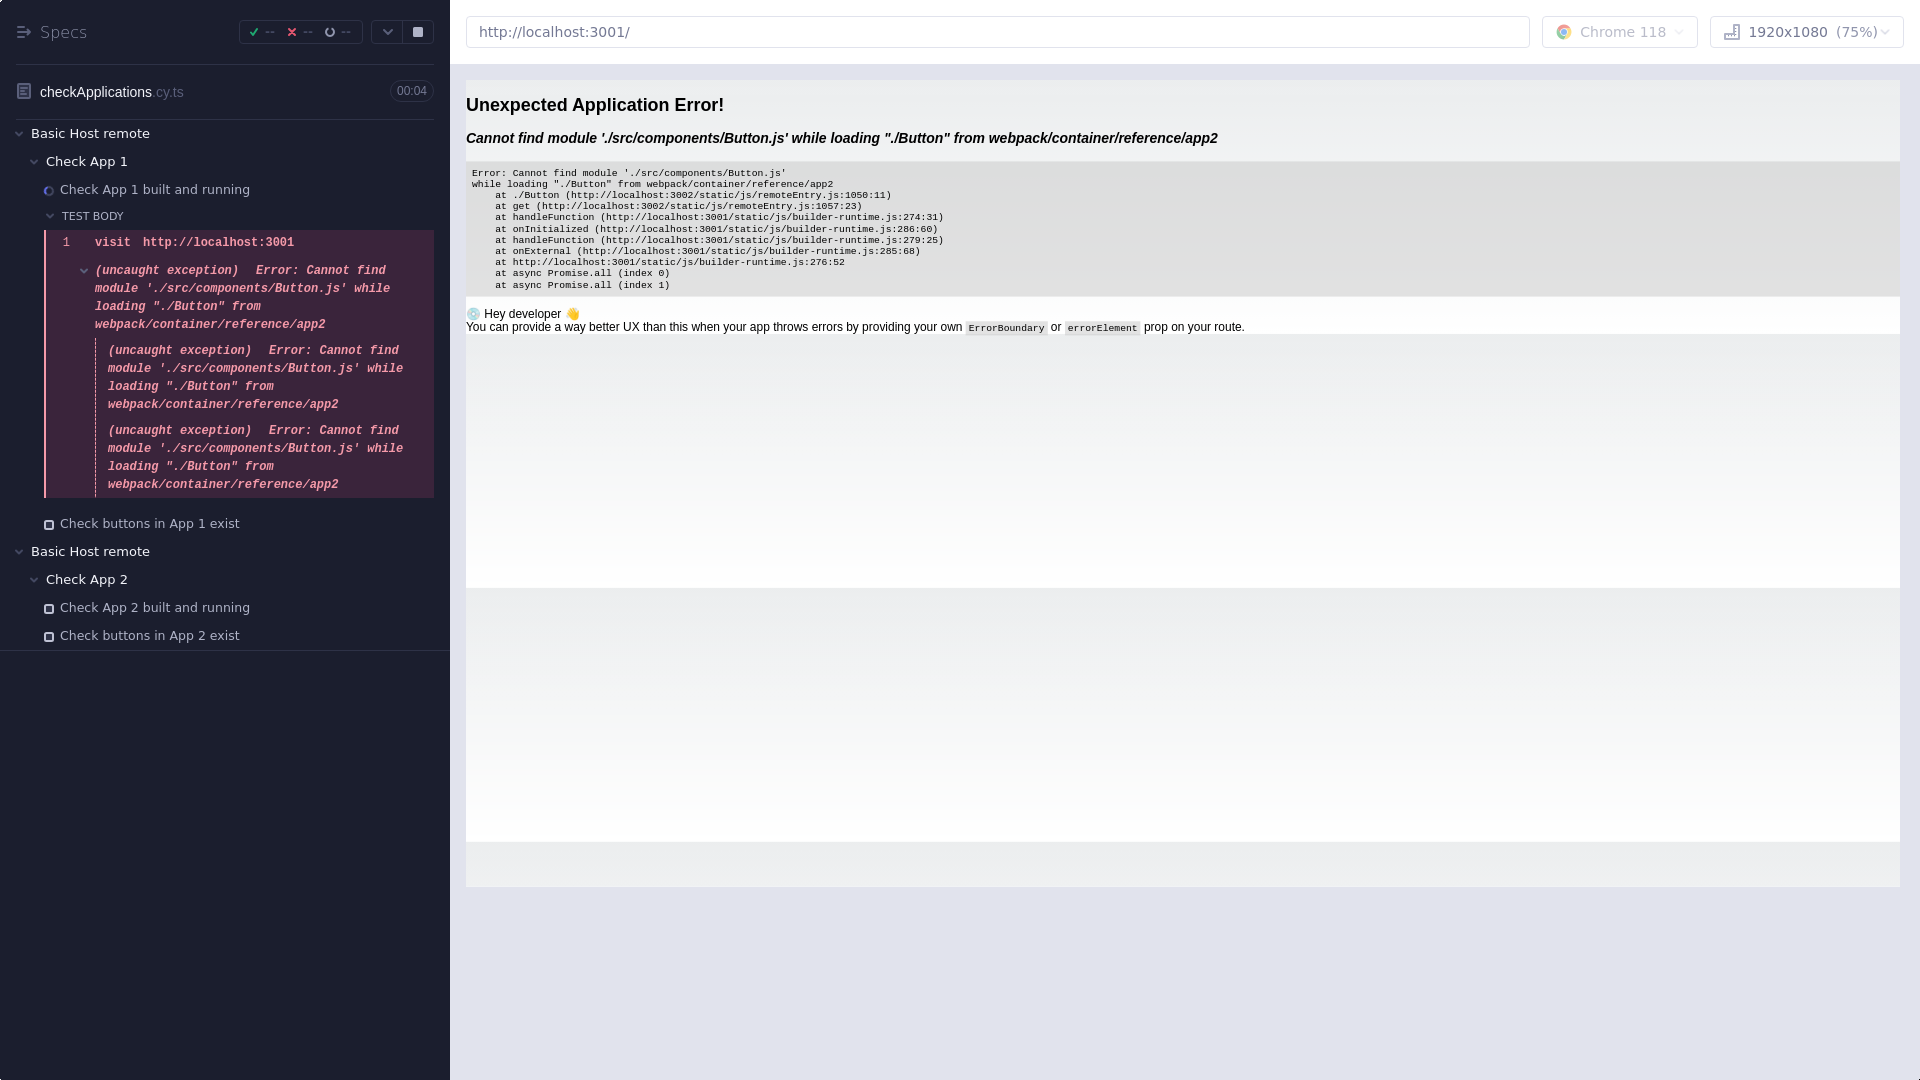 Specs
-- -- --
checkApplications.cy.ts
00:04
Basic Host remote
Check App 1
Check App 1 built and running
TEST BODY
1 visit http://localhost:3001
(uncaught exception) Error: Cannot find
module './src/components/Button.js' while
loading "./Button" from
webpack/container/reference/app2
(uncaught exception) Error: Cannot find
module './src/components/Button.js' while
loading "./Button" from
webpack/container/reference/app2
(uncaught exception) Error: Cannot find
module './src/components/Button.js' while
loading "./Button" from
webpack/container/reference/app2
Check buttons in App 1 exist
Basic Host remote
Check App 2
Check App 2 built and running
Check buttons in App 2 exist
http://localhost:3001/
Chrome 118
1920x1080 (75%)
Unexpected Application Error!
Cannot find module './src/components/Button.js' while loading "./Button" from webpack/container/reference/app2
Error: Cannot find module './src/components/Button.js'
while loading "./Button" from webpack/container/reference/app2
at ./Button (http://localhost:3002/static/js/remoteEntry.js:1050:11)
at get (http://localhost:3002/static/js/remoteEntry.js:1057:23)
at handleFunction (http://localhost:3001/static/js/builder-runtime.js:274:31)
at onInitialized (http://localhost:3001/static/js/builder-runtime.js:286:60)
at handleFunction (http://localhost:3001/static/js/builder-runtime.js:279:25)
at onExternal (http://localhost:3001/static/js/builder-runtime.js:285:68)
at http://localhost:3001/static/js/builder-runtime.js:276:52
at async Promise.all (index 0)
at async Promise.all (index 1)
💿 Hey developer 👋
You can provide a way better UX than this when your app throws errors by providing your own ErrorBoundary or errorElement prop on your route.